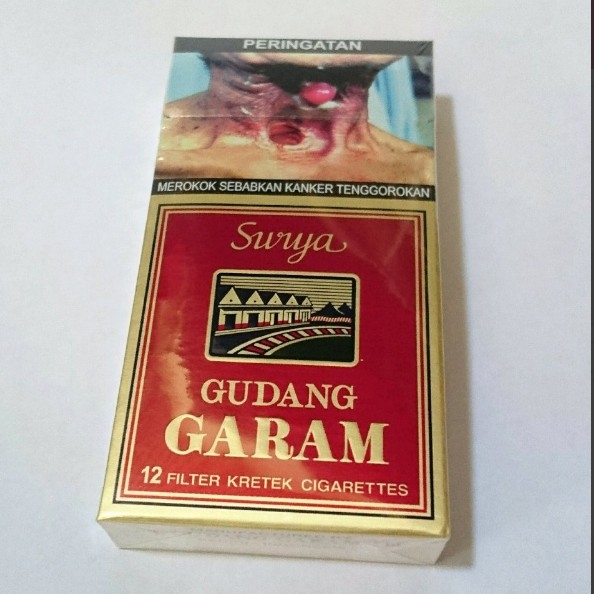 PERINGATAN
MEROKOK SEBABKAN KANKER TENGGOROKAN
Surya
GUDANG
GARAM
12 FILTER KRETEK CIGARETTES